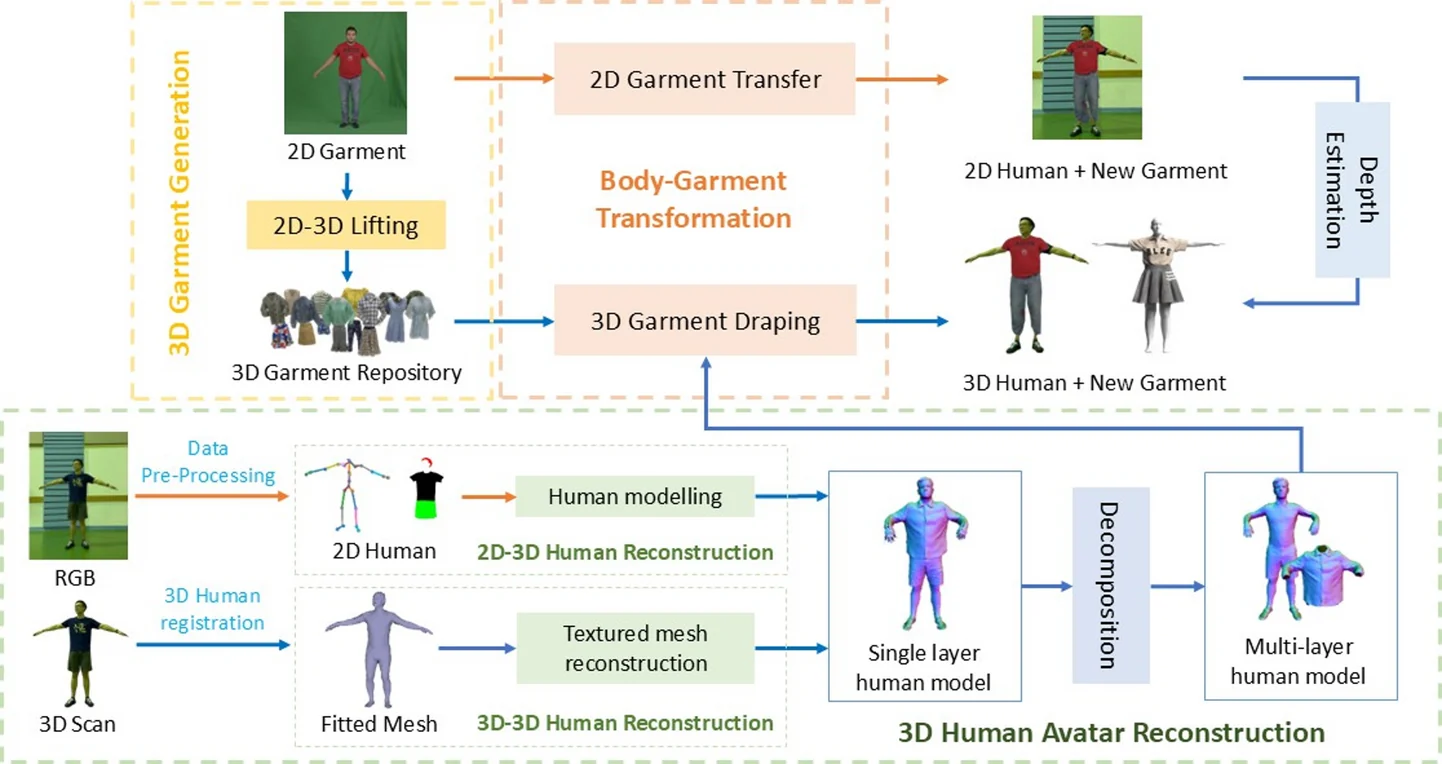 3D Garment Generation
2D Garment
2D-3D Lifting
3D Garment Repository
2D Garment Transfer
Body-Garment
Transformation
3D Garment Draping
2D Human + New Garment
3D Human + New Garment
Depth
Estimation
RGB
Data
Pre-Processing
2D Human
Human modelling
2D-3D Human Reconstruction
3D Scan
3D Human
registration
Fitted Mesh
Textured mesh
reconstruction
3D-3D Human Reconstruction
Single layer
human model
Decomposition
Multi-layer
human model
3D Human Avatar Reconstruction